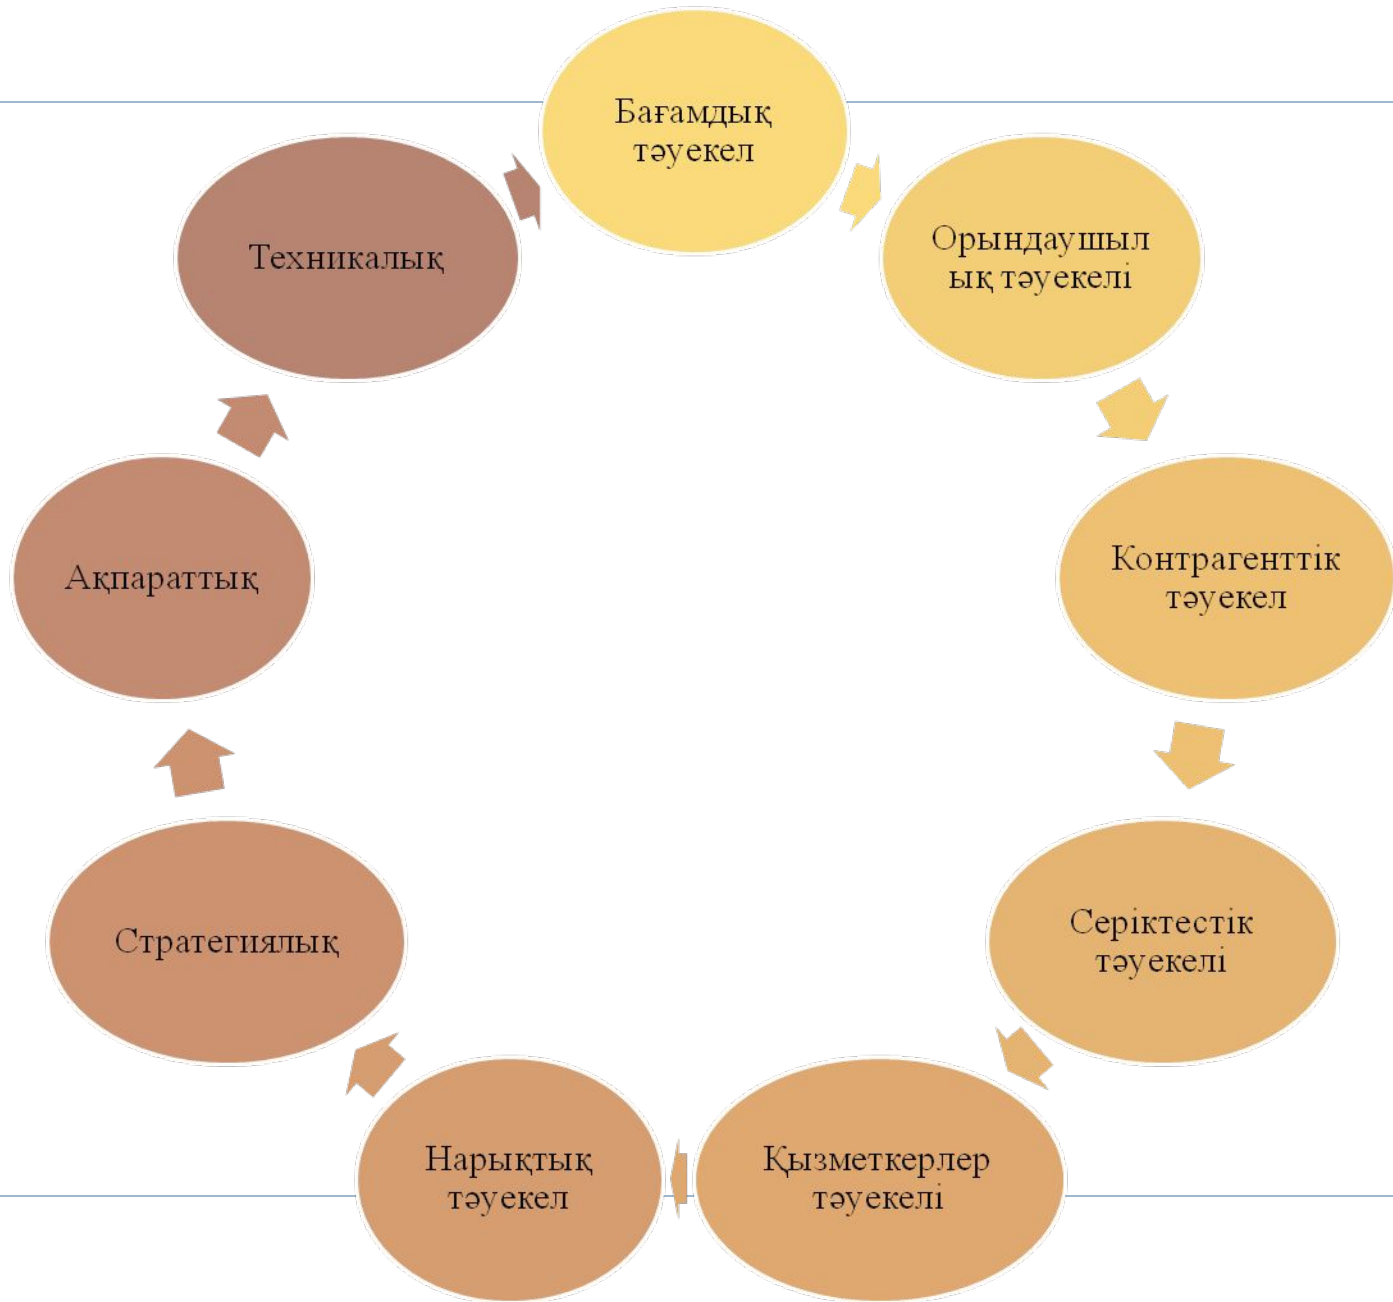 Бағамдық
тәуекел
Орындаушыл
ық тәуекелі
Контрагенттік
тәуекел
Серіктестік
тәуекелі
Қызметкерлер
тәуекелі
Нарықтық
тәуекел
Стратегиялық
Ақпараттық
Техникалық